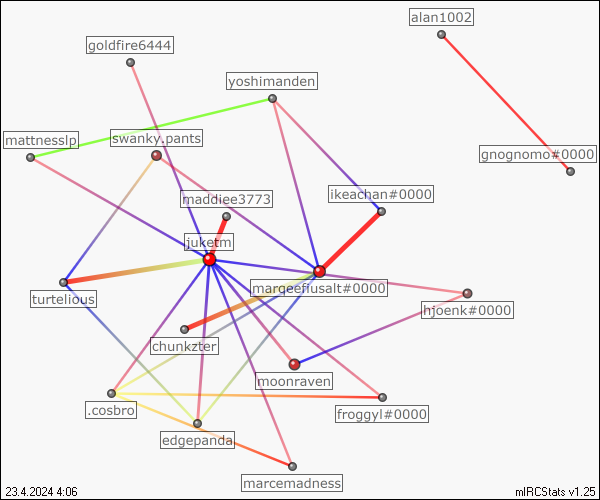 alan1002
goldfire6444
yoshimanden
mattnesslp
swanky.pants
gnognomo#0000
maddiee3773
ikeachan#0000
juketm
margeeffusalt#0000
turtelious
hjoenk#0000
chunkzter
moonraven
.cosbro
froggyl#0000
edgepanda
marcemadness
23.4.2024 4:06
mIRCStats v1.25